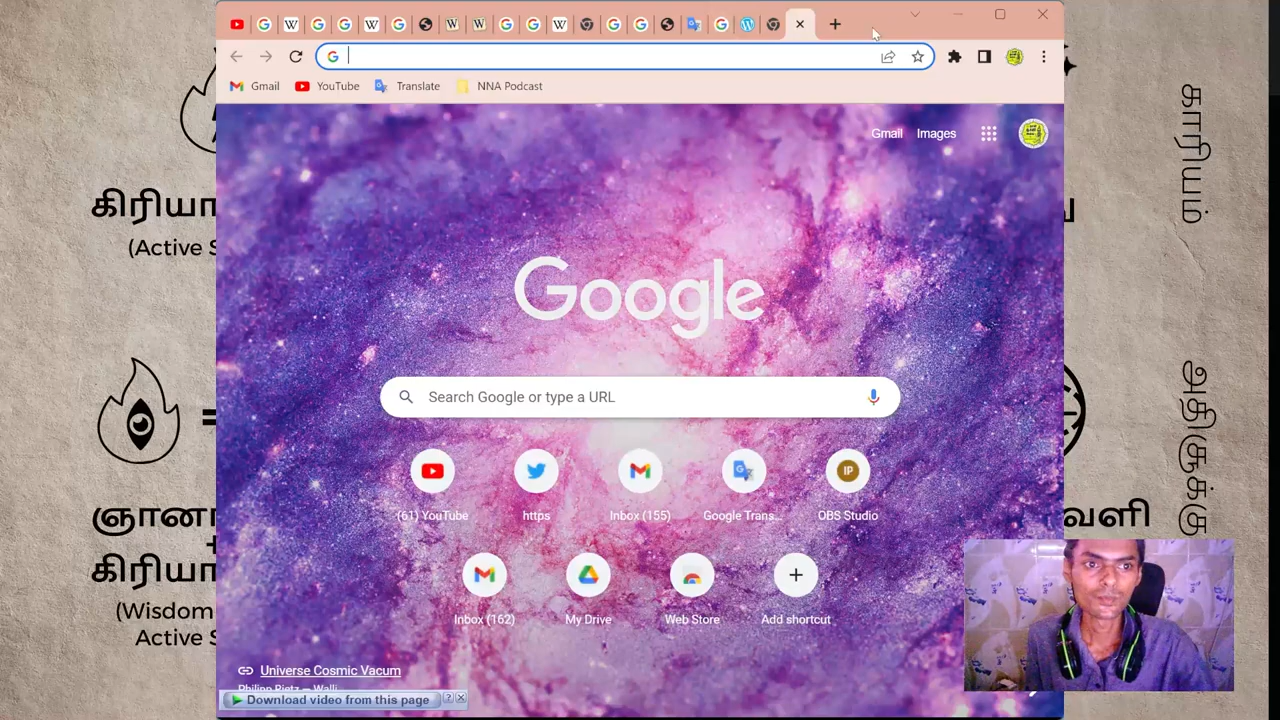 Gmail
YouTube
Translate
NNA Podcast
Gmail Images
Google
Search Google or type a URL
(61) YouTube
https
Inbox (155)
Google Trans...
IP
OBS Studio
Inbox (162)
My Drive
Web Store
Add shortcut
Universe Cosmic Vacum
Download video from this page
கிரியா
(Active S
ஞான
+
கிரியா
(Wisdom
Active S
வெளி
காரியம்